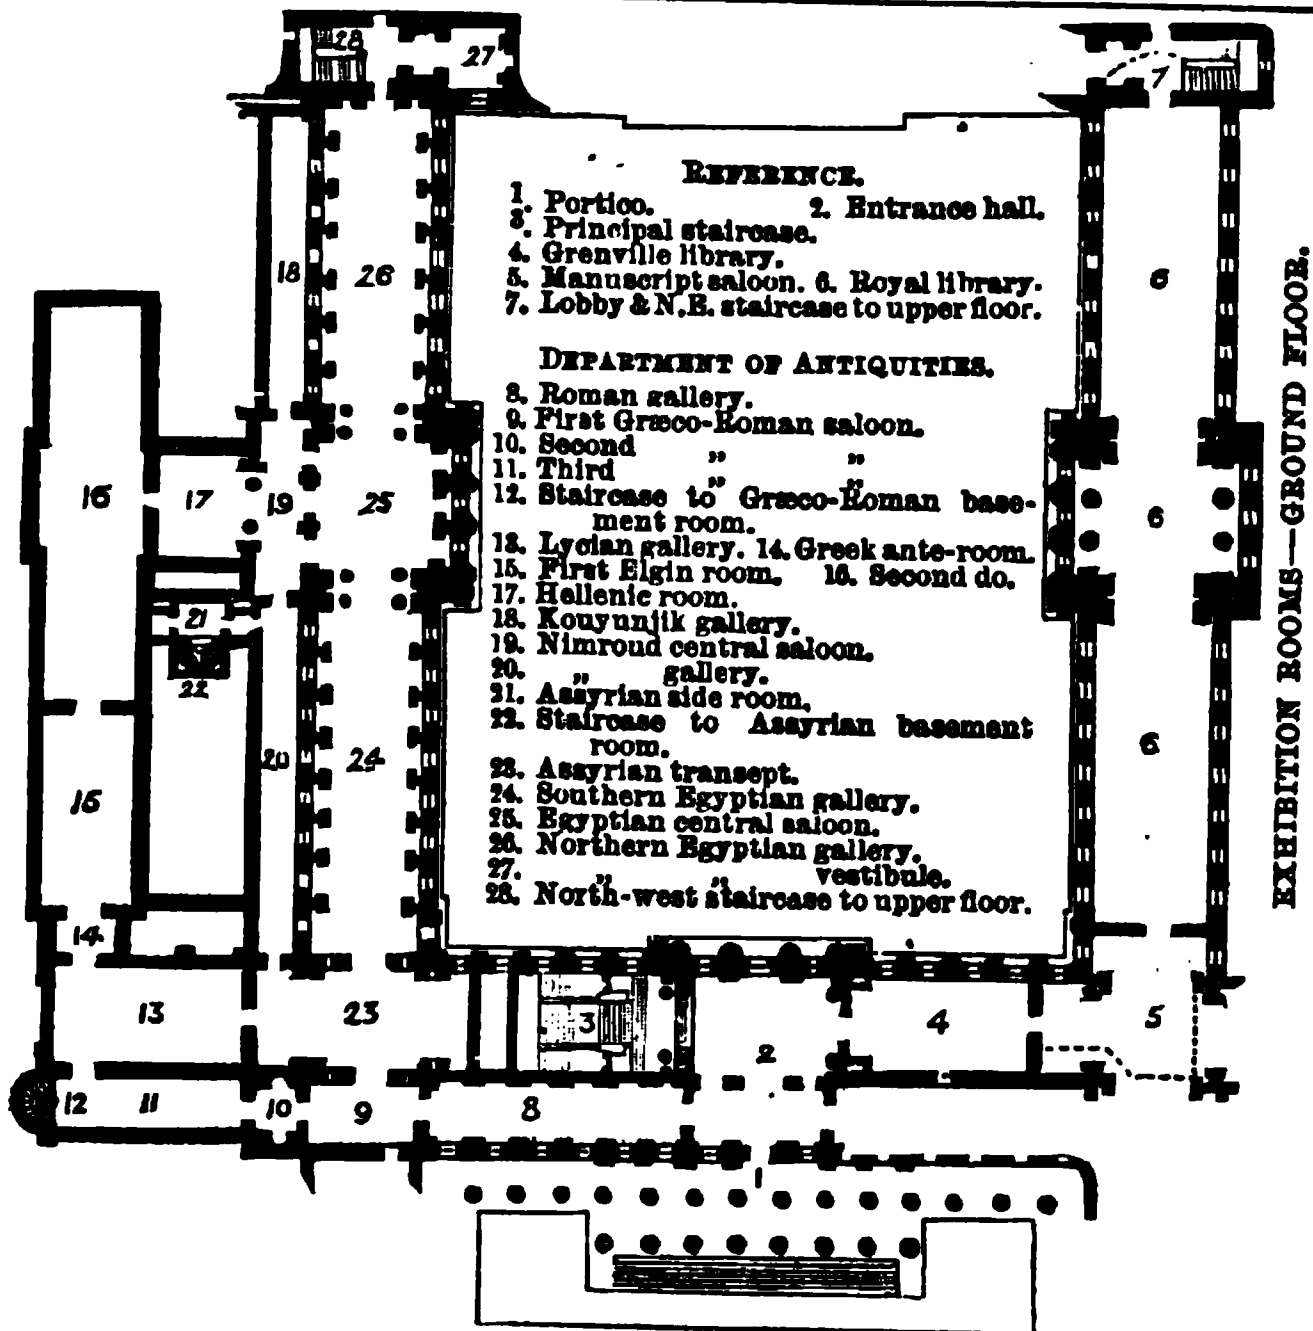 REFERENCE.
1. Portico. 2. Entrance hall.
3. Principal staircase.
4. Grenville library.
5. Manuscript saloon. 6. Royal library.
7. Lobby & N.E. staircase to upper floor.
DEPARTMENT OF ANTIQUITIES.
8. Roman gallery.
9. First Græco-Roman saloon.
10. Second „ „
11. Third „ „
12. Staircase to Græco-Roman base-
ment room.
13. Lycian gallery. 14. Greek ante-room.
15. First Elgin room. 16. Second do.
17. Hellenic room.
18. Kouyunjik gallery.
19. Nimroud central saloon.
20. „ gallery.
21. Assyrian side room.
22. Staircase to Assyrian basement
room.
23. Assyrian transept.
24. Southern Egyptian gallery.
25. Egyptian central saloon.
26. Northern Egyptian gallery.
27. „ „ vestibule.
28. North-west staircase to upper floor.
EXHIBITION ROOMS—GROUND FLOOR.
28
27
7
18
26
6
16
17
19
25
6
21
22
20
24
6
15
14
13
23
3
2
4
5
12
11
10
9
8
1